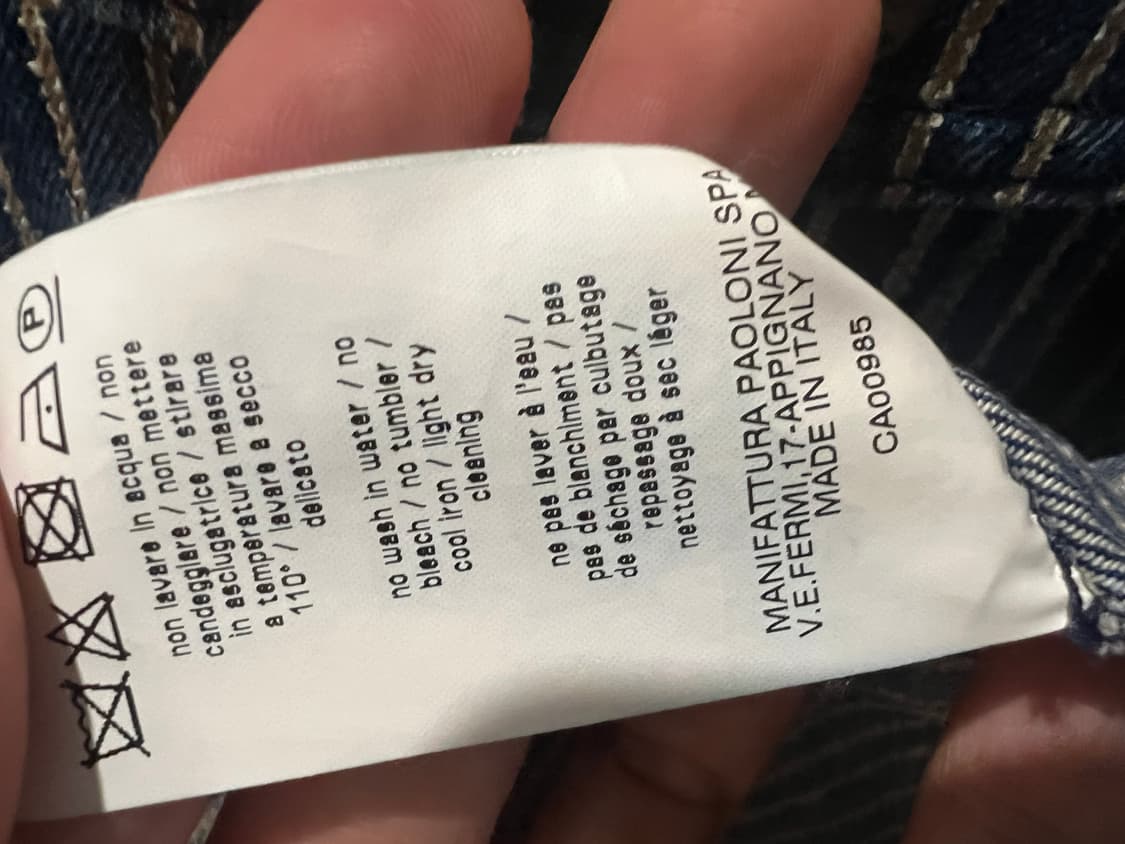 P
non lavare in acqua / non
candeggiare / non mettere
in asciugatrice / stirare
a temperatura massima
110° / lavare a secco
delicato
no wash in water / no
bleach / no tumbler /
cool iron / light dry
cleaning
ne pas laver à l'eau /
pas de blanchiment / pas
de séchage par culbutage
doux /
repassage
nettoyage à sec léger
MANIFATTURA PAOLONI SPA
V.E.FERMI,17-APPIGNANO
MADE IN ITALY
CA00985